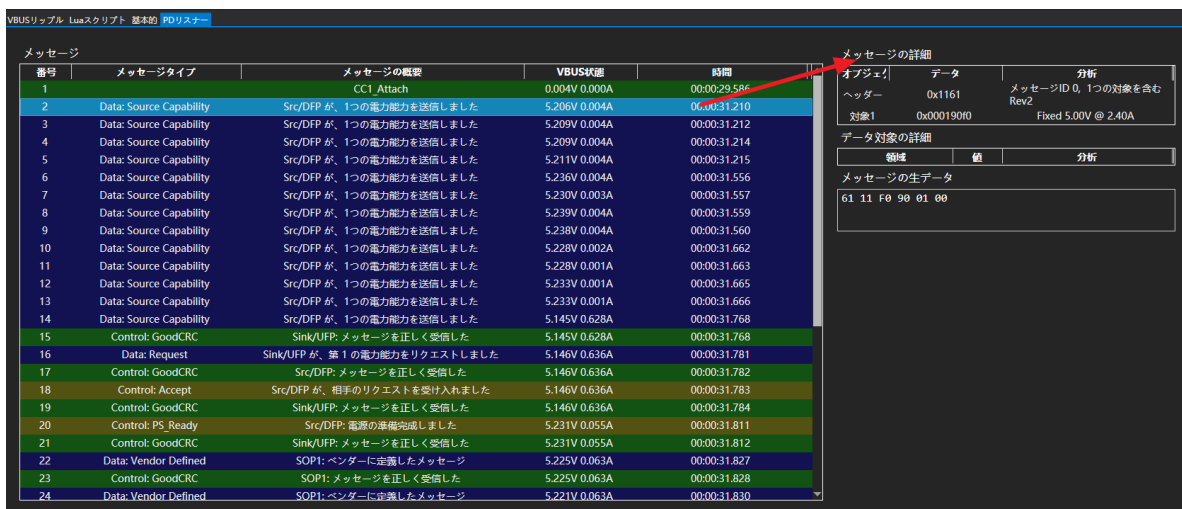 VBUSリップル Luaスクリプト 基本的 PDリスナー
メッセージ
番号 メッセージタイプ メッセージの概要 VBUS状態 時間
1 CC1_Attach 0.004V 0.000A 00:00:29.586
2 Data: Source Capability Src/DFP が、1つの電力能力を送信しました 5.206V 0.004A 00:00:31.210
3 Data: Source Capability Src/DFP が、1つの電力能力を送信しました 5.209V 0.004A 00:00:31.212
4 Data: Source Capability Src/DFP が、1つの電力能力を送信しました 5.209V 0.004A 00:00:31.214
5 Data: Source Capability Src/DFP が、1つの電力能力を送信しました 5.211V 0.004A 00:00:31.215
6 Data: Source Capability Src/DFP が、1つの電力能力を送信しました 5.236V 0.004A 00:00:31.556
7 Data: Source Capability Src/DFP が、1つの電力能力を送信しました 5.230V 0.003A 00:00:31.557
8 Data: Source Capability Src/DFP が、1つの電力能力を送信しました 5.239V 0.004A 00:00:31.559
9 Data: Source Capability Src/DFP が、1つの電力能力を送信しました 5.238V 0.004A 00:00:31.560
10 Data: Source Capability Src/DFP が、1つの電力能力を送信しました 5.228V 0.002A 00:00:31.662
11 Data: Source Capability Src/DFP が、1つの電力能力を送信しました 5.228V 0.001A 00:00:31.663
12 Data: Source Capability Src/DFP が、1つの電力能力を送信しました 5.233V 0.001A 00:00:31.665
13 Data: Source Capability Src/DFP が、1つの電力能力を送信しました 5.233V 0.001A 00:00:31.666
14 Data: Source Capability Src/DFP が、1つの電力能力を送信しました 5.145V 0.628A 00:00:31.768
15 Control: GoodCRC Sink/UFP: メッセージを正しく受信した 5.145V 0.628A 00:00:31.768
16 Data: Request Sink/UFP が、第 1 の電力能力をリクエストしました 5.146V 0.636A 00:00:31.781
17 Control: GoodCRC Src/DFP: メッセージを正しく受信した 5.146V 0.636A 00:00:31.782
18 Control: Accept Src/DFP が、相手のリクエストを受け入れました 5.146V 0.636A 00:00:31.783
19 Control: GoodCRC Sink/UFP: メッセージを正しく受信した 5.146V 0.636A 00:00:31.784
20 Control: PS_Ready Src/DFP: 電源の準備完成しました 5.231V 0.055A 00:00:31.811
21 Control: GoodCRC Sink/UFP: メッセージを正しく受信した 5.231V 0.055A 00:00:31.812
22 Data: Vendor Defined SOP1: ベンダーに定義したメッセージ 5.225V 0.063A 00:00:31.827
23 Control: GoodCRC SOP1: メッセージを正しく受信した 5.225V 0.063A 00:00:31.828
24 Data: Vendor Defined SOP1: ベンダーに定義したメッセージ 5.221V 0.063A 00:00:31.830
メッセージの詳細
オブジェク データ 分析
ヘッダー 0x1161 メッセージID 0, 1つの対象を含む
Rev2
対象1 0x000190f0 Fixed 5.00V @ 2.40A
データ対象の詳細
領域 値 分析
メッセージの生データ
61 11 F0 90 01 00